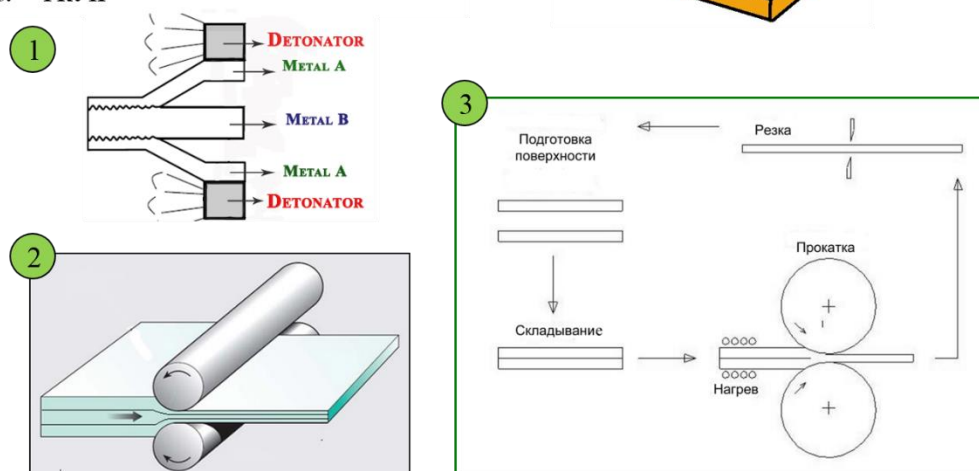 1
DETONATOR
METAL A
METAL B
METAL A
DETONATOR
2
3
Подготовка
поверхности
Резка
Складывание
Прокатка
Нагрев